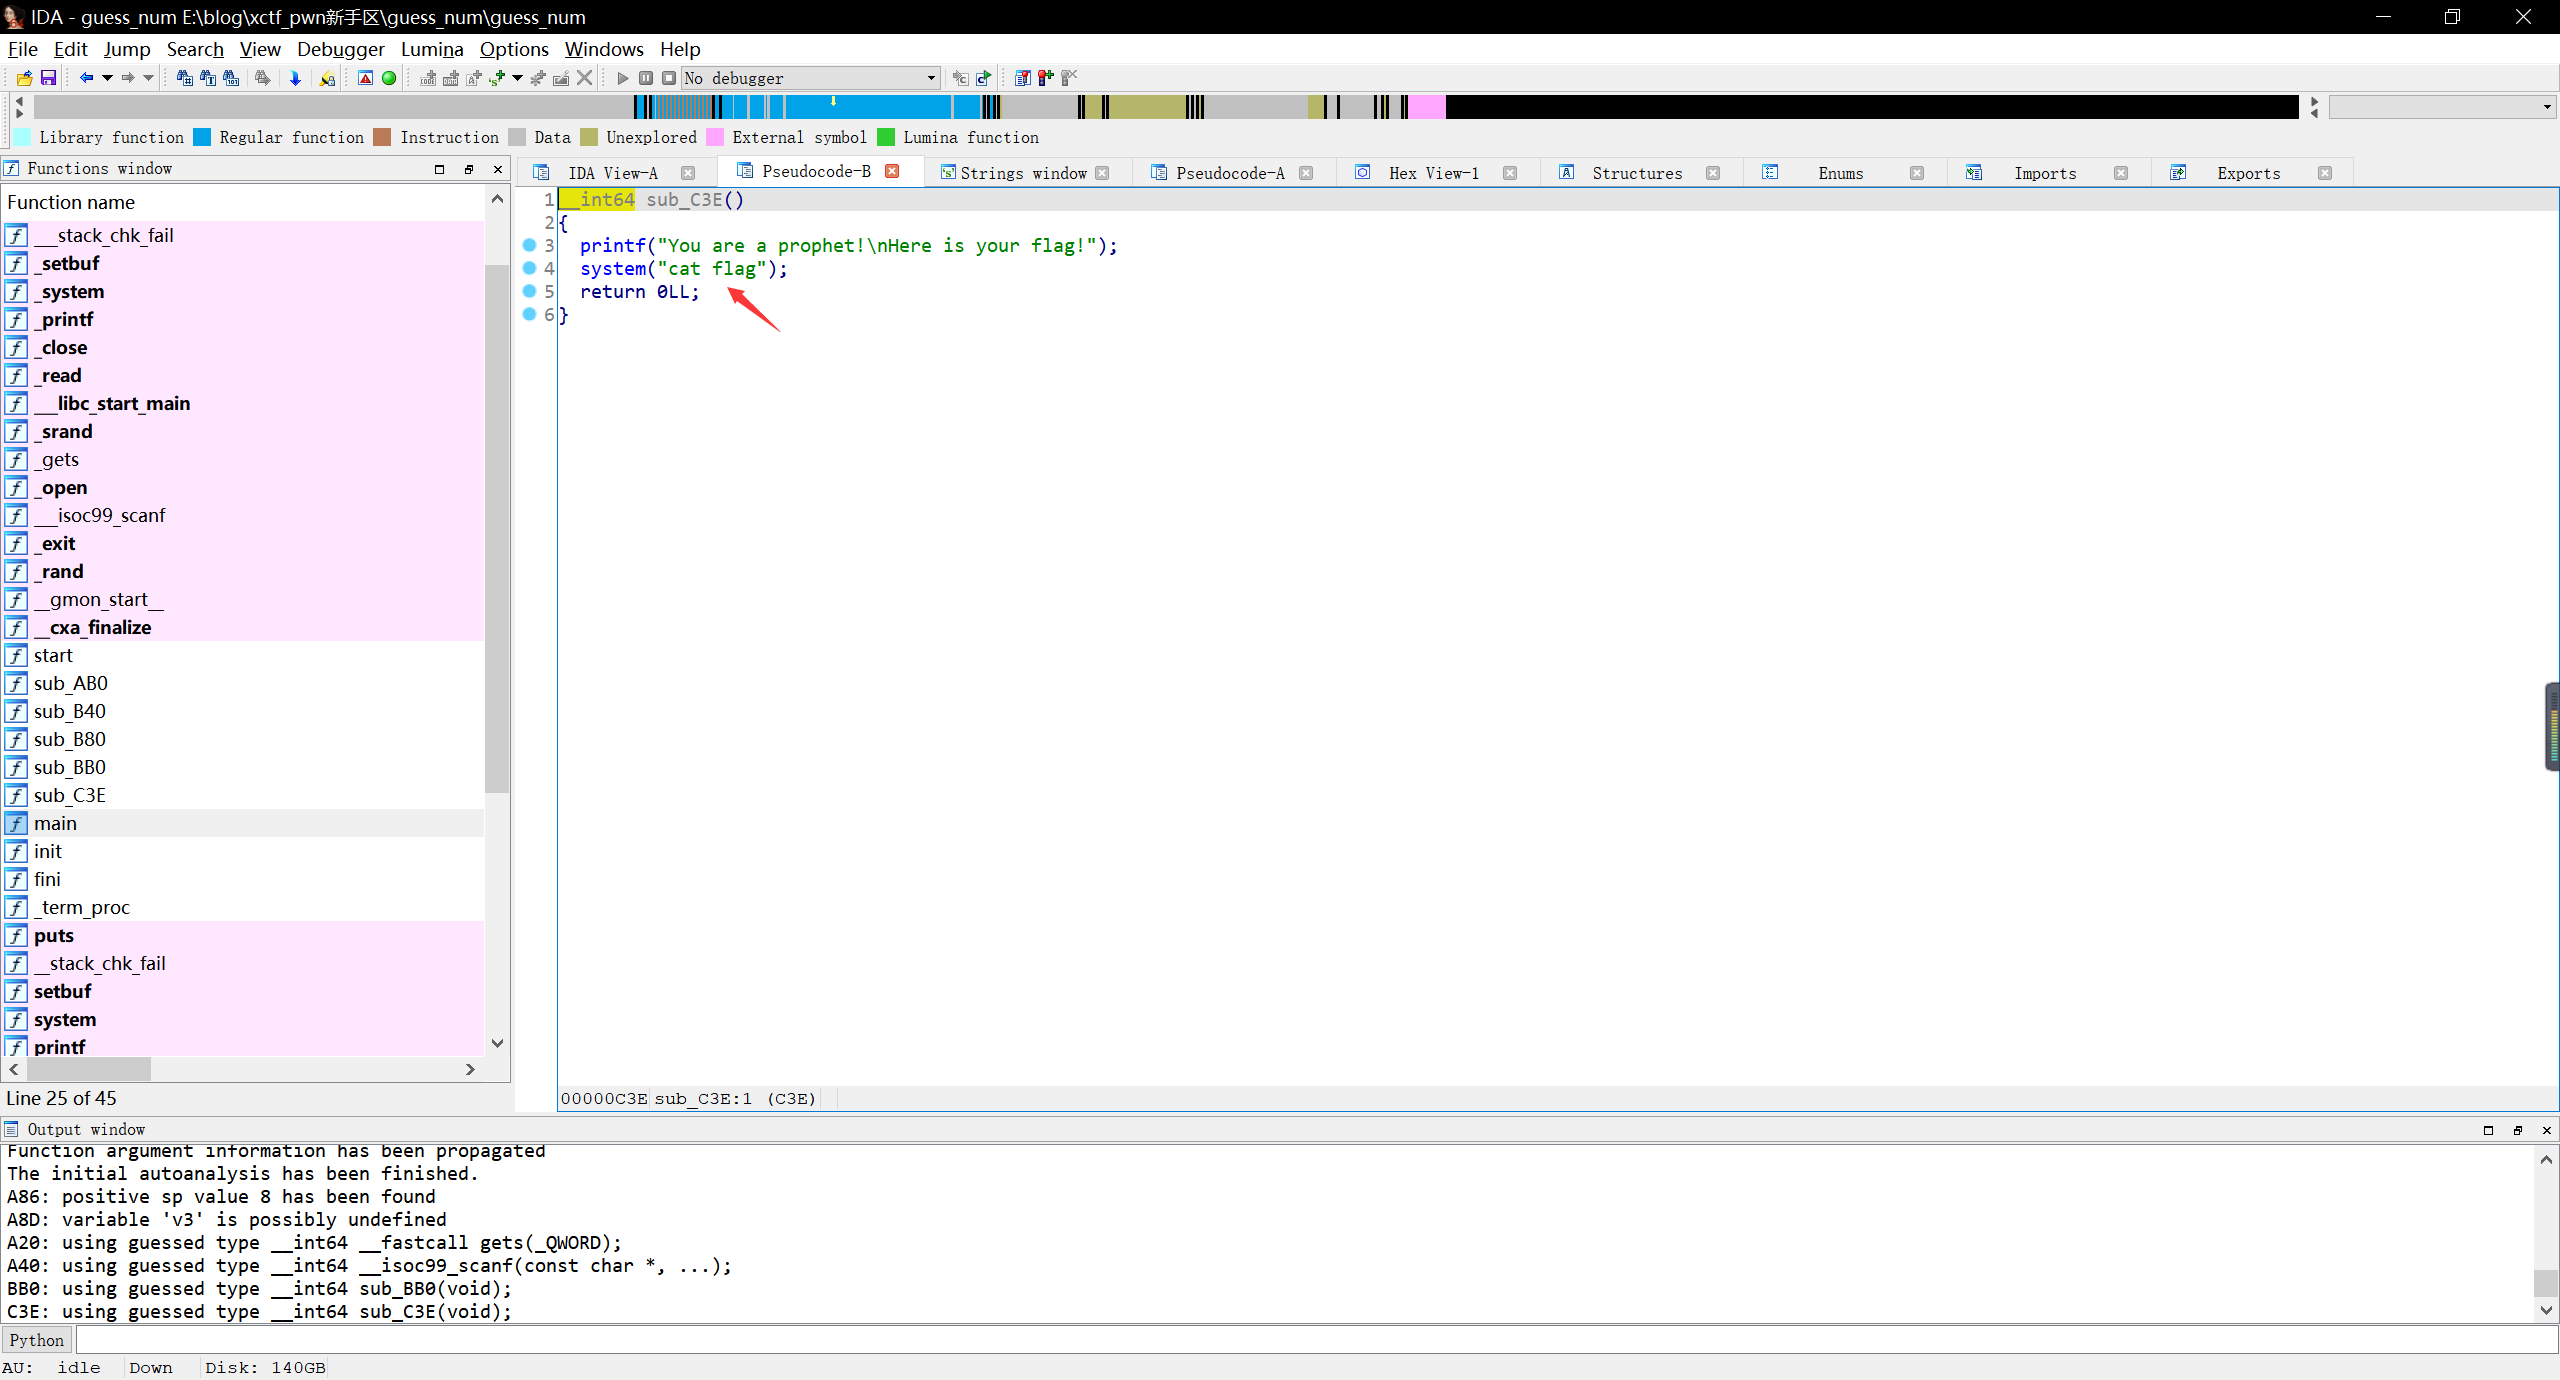 IDA - guess_num E:\blog\xctf_pwn新手区\guess_num\guess_num
File Edit Jump Search View Debugger Lumina Options Windows Help
No debugger
Library function Regular function Instruction Data Unexplored External symbol Lumina function
Functions window
IDA View-A Pseudocode-B Strings window Pseudocode-A Hex View-1 Structures Enums Imports Exports
Function name
__stack_chk_fail
_setbuf
_system
_printf
_close
_read
__libc_start_main
_srand
_gets
_open
__isoc99_scanf
_exit
_rand
__gmon_start__
__cxa_finalize
start
sub_AB0
sub_B40
sub_B80
sub_BB0
sub_C3E
main
init
fini
_term_proc
puts
__stack_chk_fail
setbuf
system
printf
Line 25 of 45
1 __int64 sub_C3E()
2 {
3 printf("You are a prophet!\nHere is your flag!");
4 system("cat flag");
5 return 0LL;
6 }
00000C3E sub_C3E:1 (C3E)
Output window
Function argument information has been propagated
The initial autoanalysis has been finished.
A86: positive sp value 8 has been found
A8D: variable 'v3' is possibly undefined
A20: using guessed type __int64 __fastcall gets(_QWORD);
A40: using guessed type __int64 __isoc99_scanf(const char *, ...);
BB0: using guessed type __int64 sub_BB0(void);
C3E: using guessed type __int64 sub_C3E(void);
Python
AU: idle Down Disk: 140GB